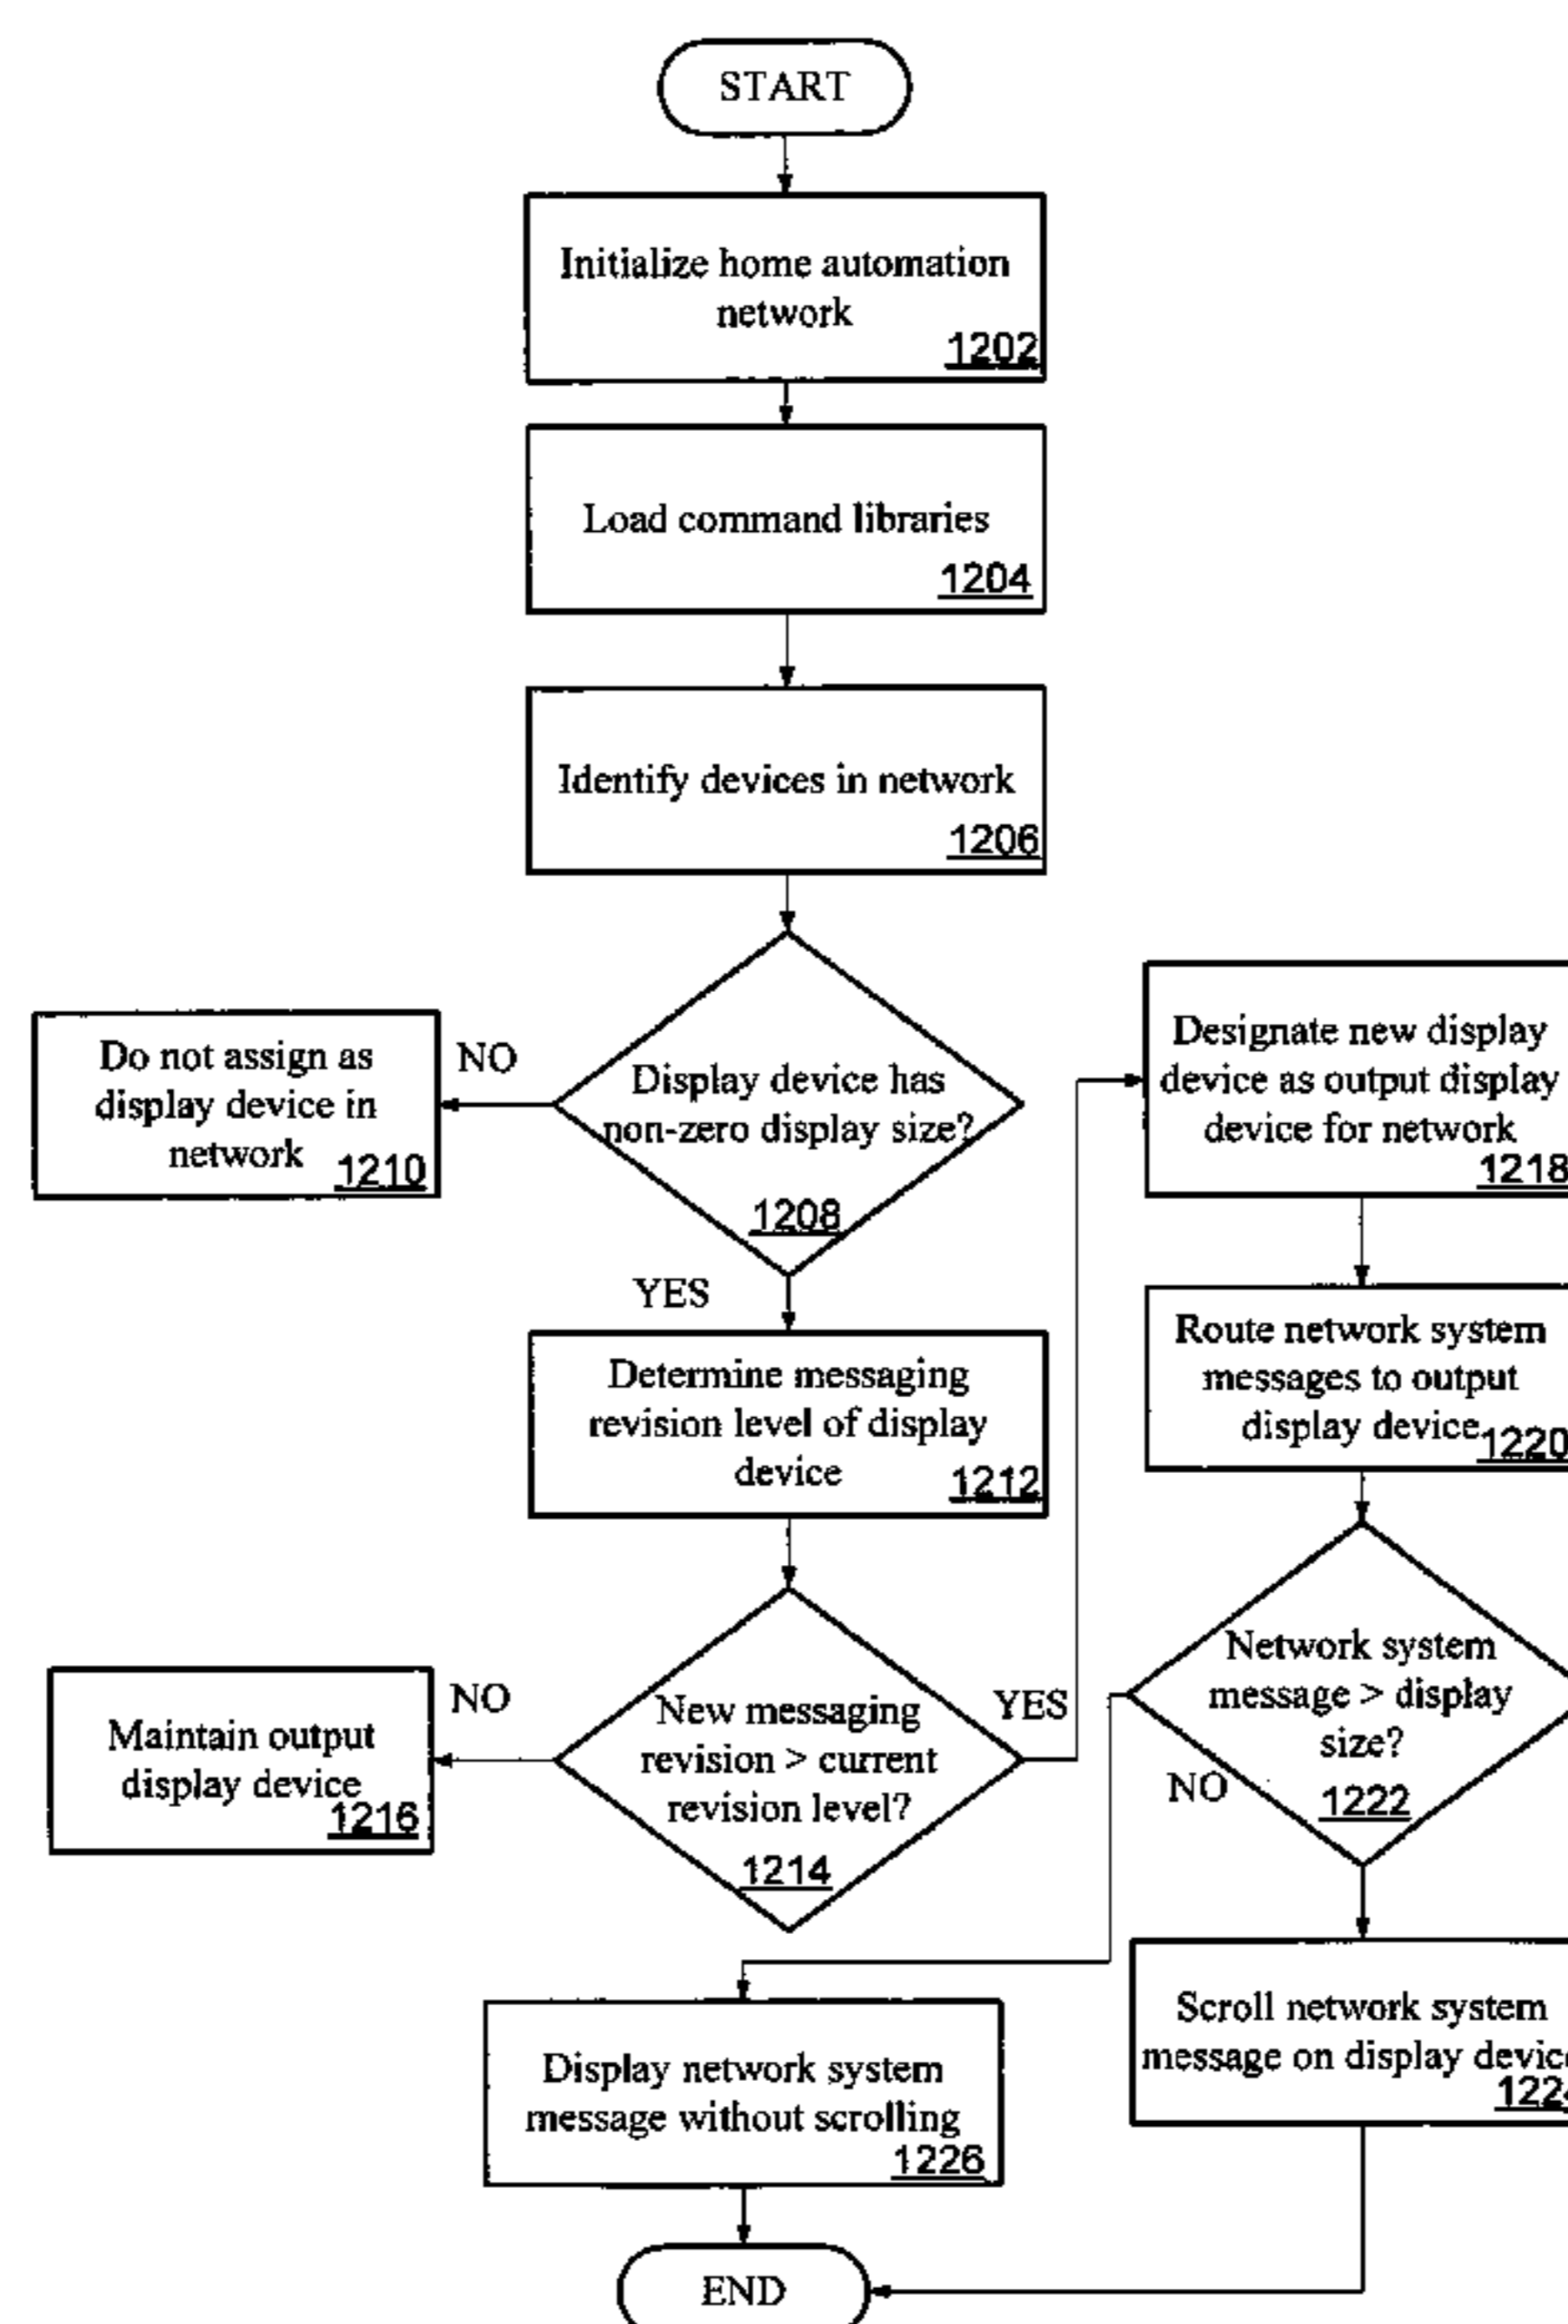 START
Initialize home automation
network
1202
Load command libraries
1204
Identify devices in network
1206
Display device has
non-zero display size?
1208
NO
Do not assign as
display device in
network
1210
YES
Determine messaging
revision level of display
device
1212
New messaging
revision > current
revision level?
1214
NO
Maintain output
display device
1216
YES
Designate new display
device as output display
device for network
1218
Route network system
messages to output
display device
1220
Network system
message > display
size?
1222
NO
Scroll network system
message on display
Display network system
message without scrolling
1226
END